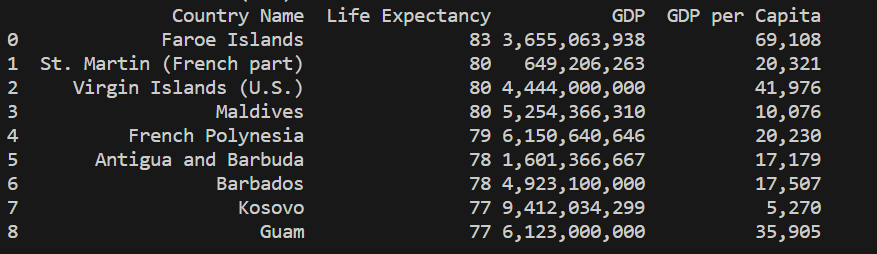 Country Name Life Expectancy GDP GDP per Capita
0 Faroe Islands 83 3,655,063,938 69,108
1 St. Martin (French part) 80 649,206,263 20,321
2 Virgin Islands (U.S.) 80 4,444,000,000 41,976
3 Maldives 80 5,254,366,310 10,076
4 French Polynesia 79 6,150,640,646 20,230
5 Antigua and Barbuda 78 1,601,366,667 17,179
6 Barbados 78 4,923,100,000 17,507
7 Kosovo 77 9,412,034,299 5,270
8 Guam 77 6,123,000,000 35,905